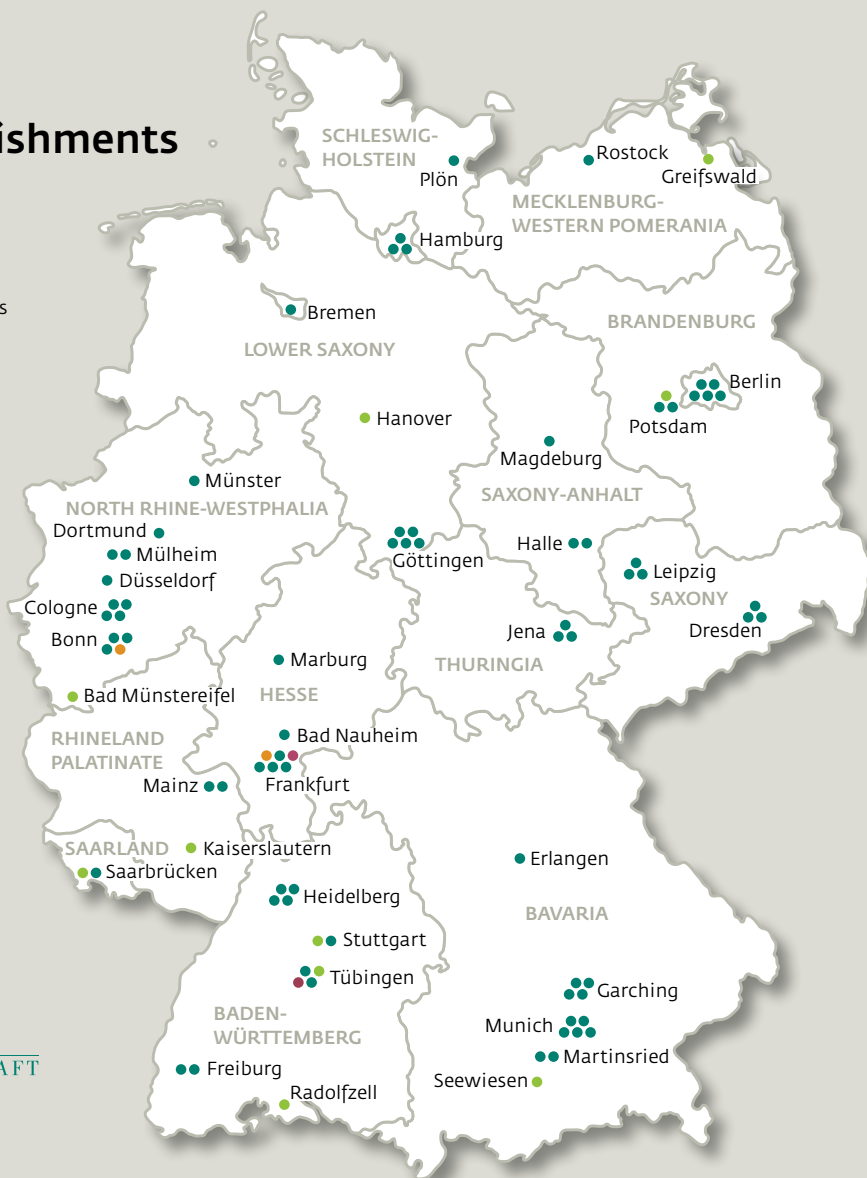 ishments
SCHLESWIG-
HOLSTEIN
Plön
Rostock
Greifswald
MECKLENBURG-
WESTERN POMERANIA
Hamburg
s
Bremen
LOWER SAXONY
BRANDENBURG
Berlin
Potsdam
Hanover
Magdeburg
SAXONY-ANHALT
Münster
NORTH RHINE-WESTPHALIA
Dortmund
Mülheim
Düsseldorf
Cologne
Bonn
Göttingen
Halle
Leipzig
SAXONY
Dresden
Jena
THURINGIA
Marburg
HESSE
Bad Münstereifel
Bad Nauheim
RHINELAND
PALATINATE
Mainz
Frankfurt
SAARLAND
Kaiserslautern
Saarbrücken
Erlangen
Heidelberg
BAVARIA
Stuttgart
Tübingen
Garching
BADEN-
WÜRTTEMBERG
Munich
Martinsried
AFT
Freiburg
Seewiesen
Radolfzell